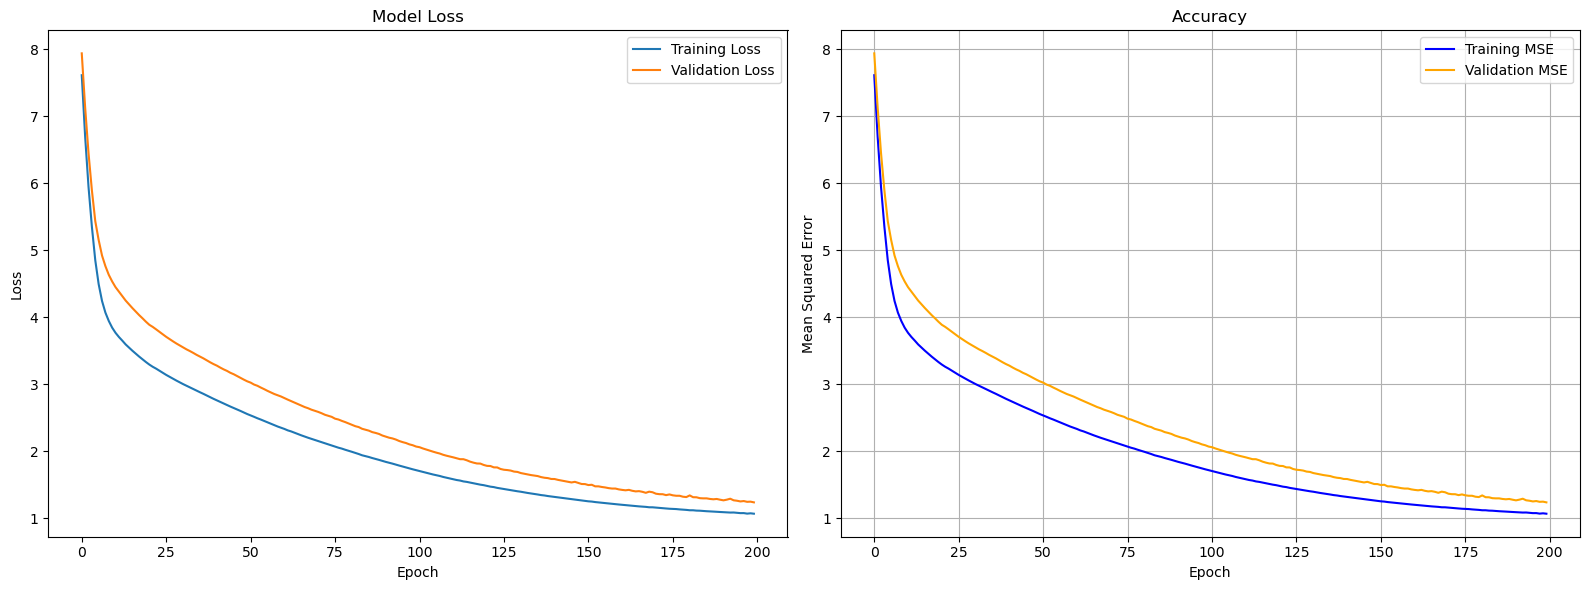 Model Loss
Training Loss
Validation Loss
8
7
6
5
4
3
2
1
Loss
0 25 50 75 100 125 150 175 200
Epoch
Accuracy
Training MSE
Validation MSE
8
7
6
5
4
3
2
1
Mean Squared Error
0 25 50 75 100 125 150 175 200
Epoch